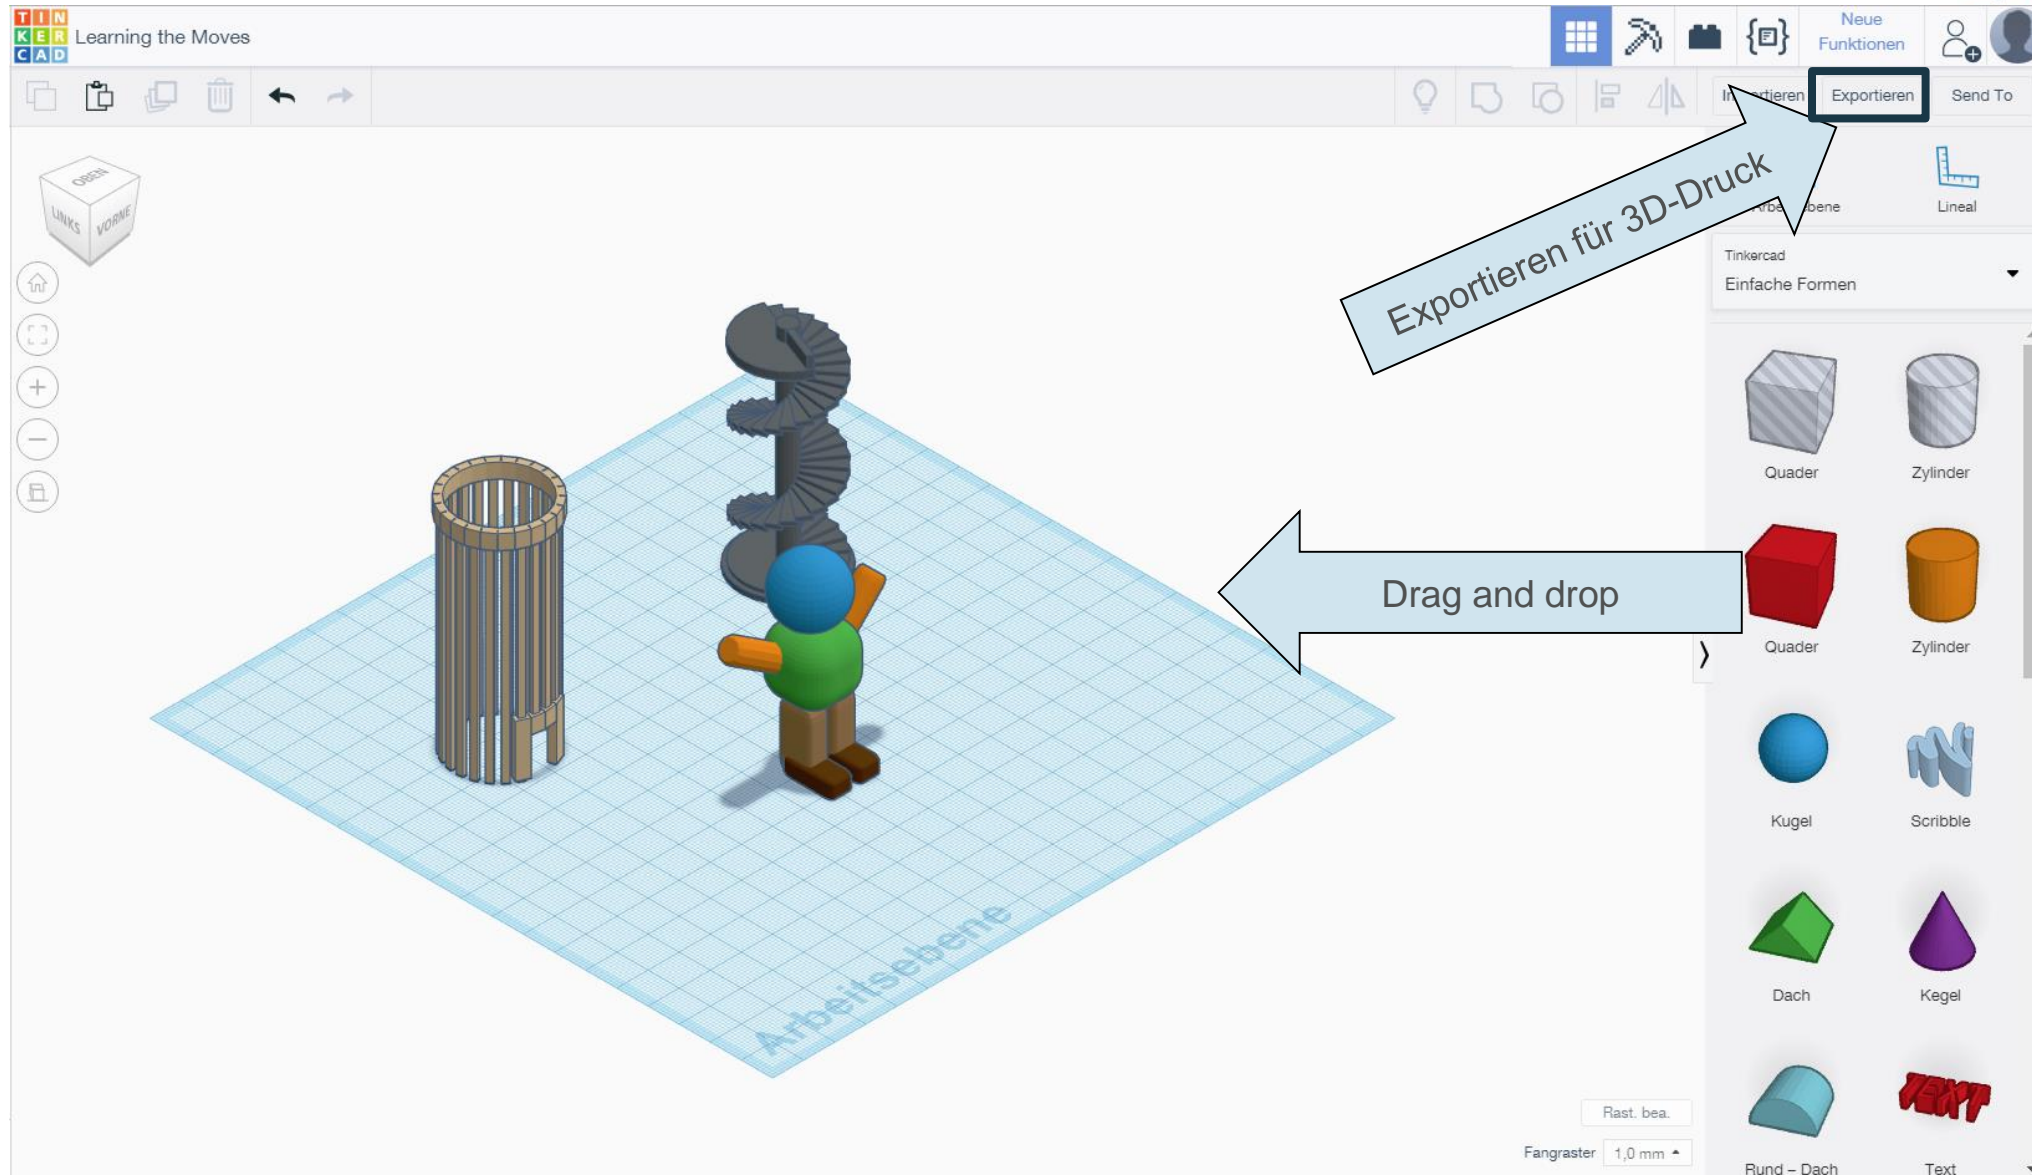 TIN
KER
CAD
Learning the Moves
Neue
Funktionen
Exportieren
Send To
OBEN
LINKS
VORNE
Exportieren für 3D-Druck
Lineal
Tinkercad
Einfache Formen
Quader
Zylinder
Drag and drop
Quader
Zylinder
Kugel
Scribble
Dach
Kegel
Arbeitsebene
TEXT
Rast. bea.
Fangraster 1,0 mm
Rund – Dach
Text